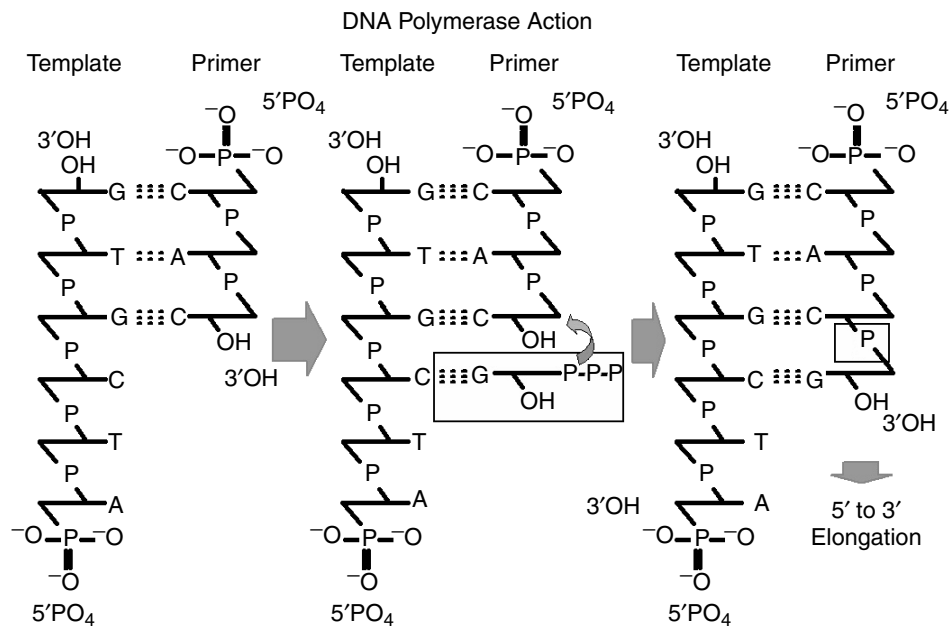 DNA Polymerase Action
Template Primer Template Primer Template Primer
⁻O 5′PO₄ ⁻O 5′PO₄ ⁻O 5′PO₄
3′OH 3′OH 3′OH
⁻O–P–O⁻ ⁻O–P–O⁻ ⁻O–P–O⁻
OH OH OH
G C G C G C
P P P P P P
T A T A T A
P P P P P P
G C G C G C
OH OH
P P P P
3′OH
C C G P-P-P C G
OH OH
P P P 3′OH
T T T
P P P
5′ to 3′
A A 3′OH A
Elongation
⁻O–P–⁻O ⁻O–P–⁻O ⁻O–P–⁻O
⁻O ⁻O ⁻O
5′PO₄ 5′PO₄ 5′PO₄